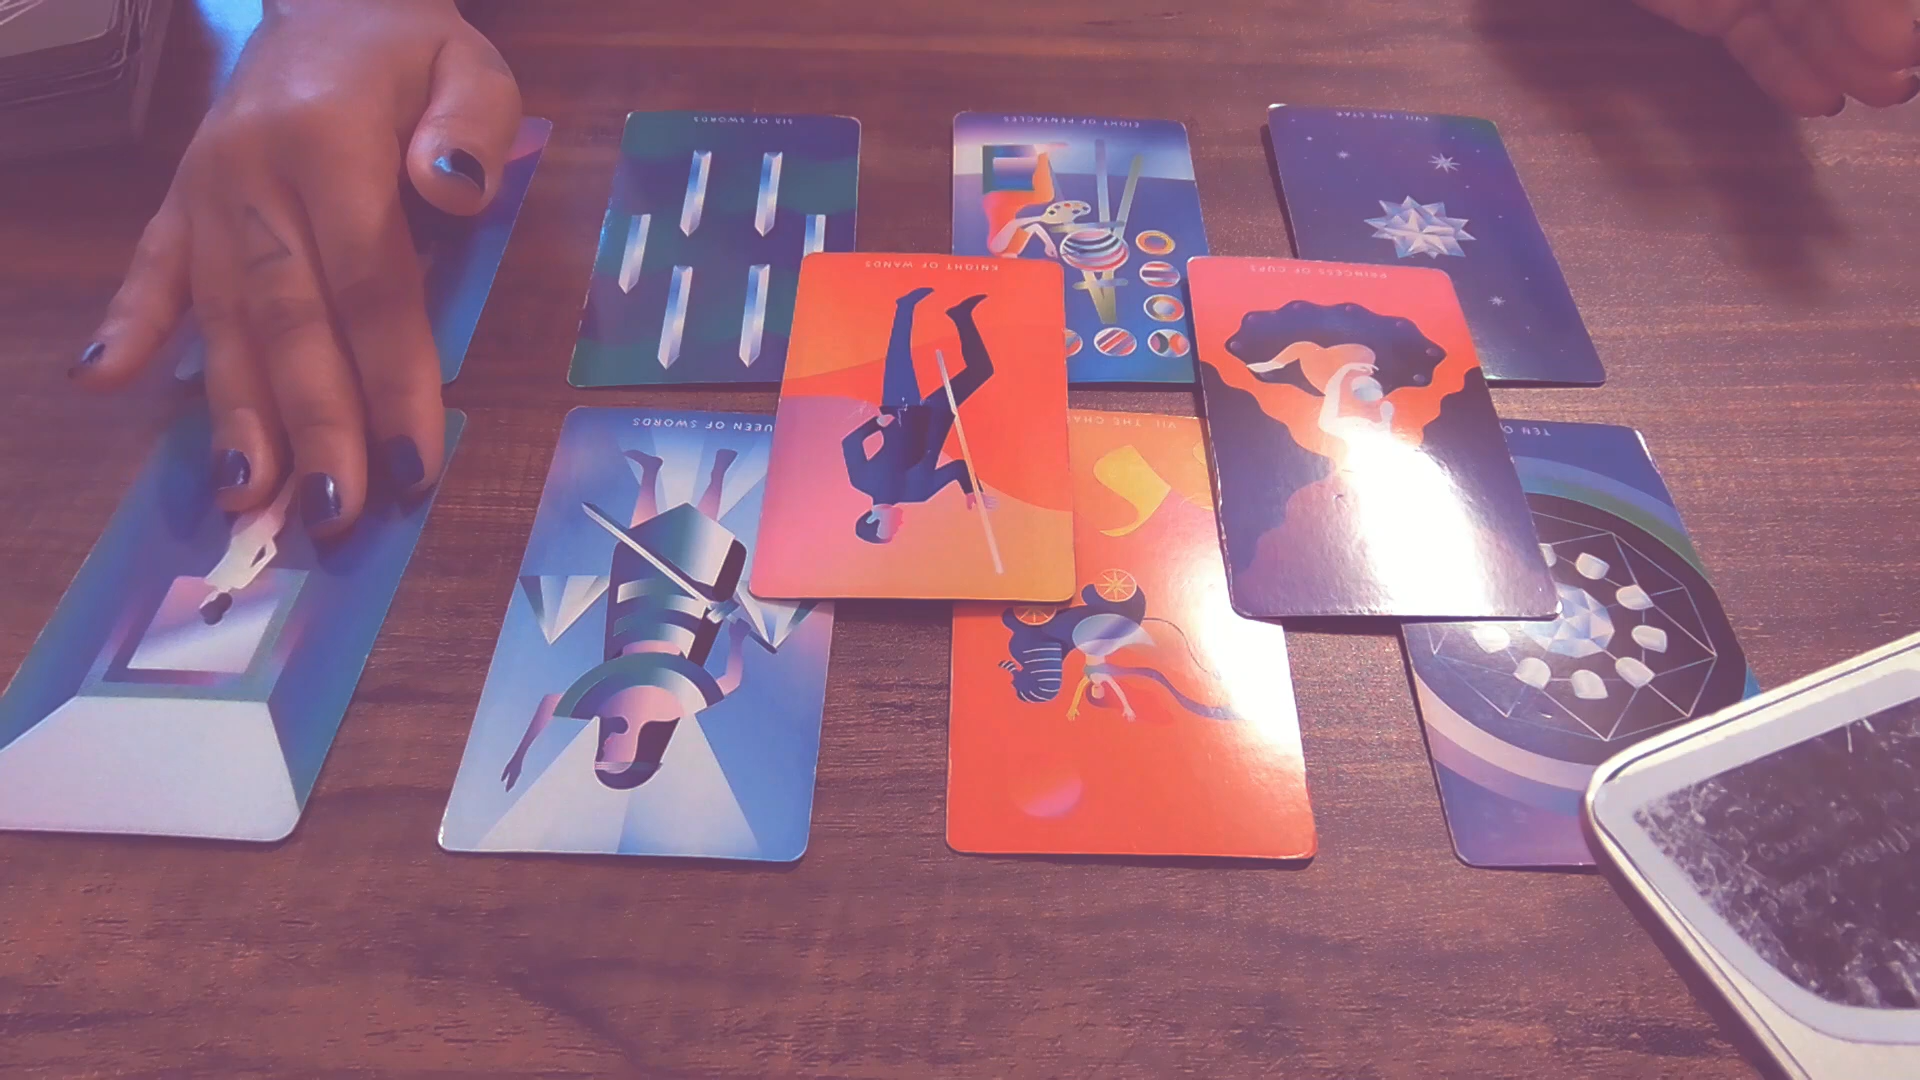 SIS OF SWORDS
EIGHT OF PENTACLES
XVII. THE STAR
KNIGHT OF WANDS
PRINCESS OF CUPS
QUEEN OF SWORDS
VII. THE CHA
TEN O